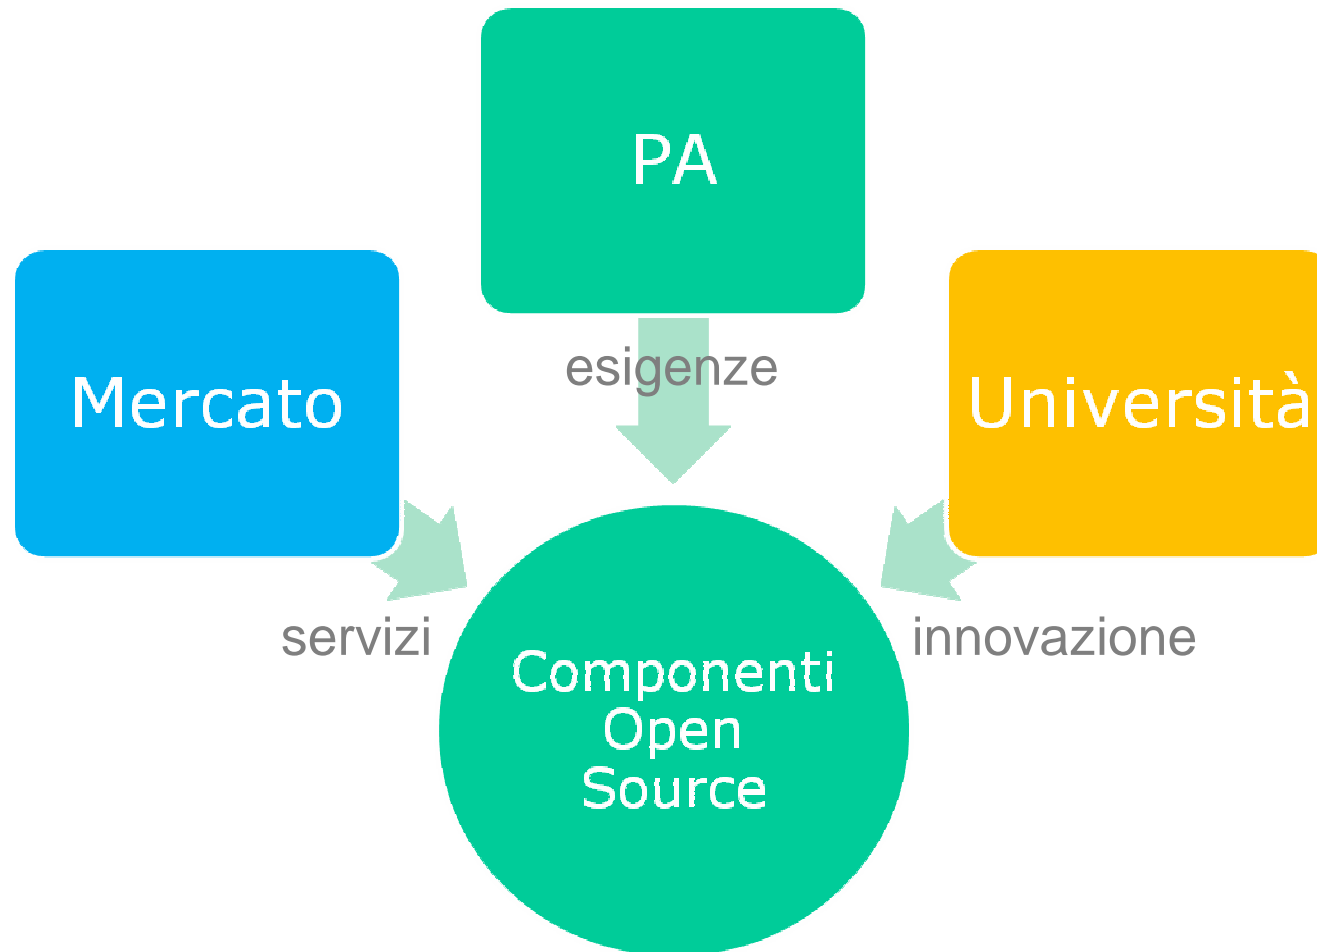 PA
esigenze
Mercato
Università
servizi
innovazione
Componenti
Open
Source